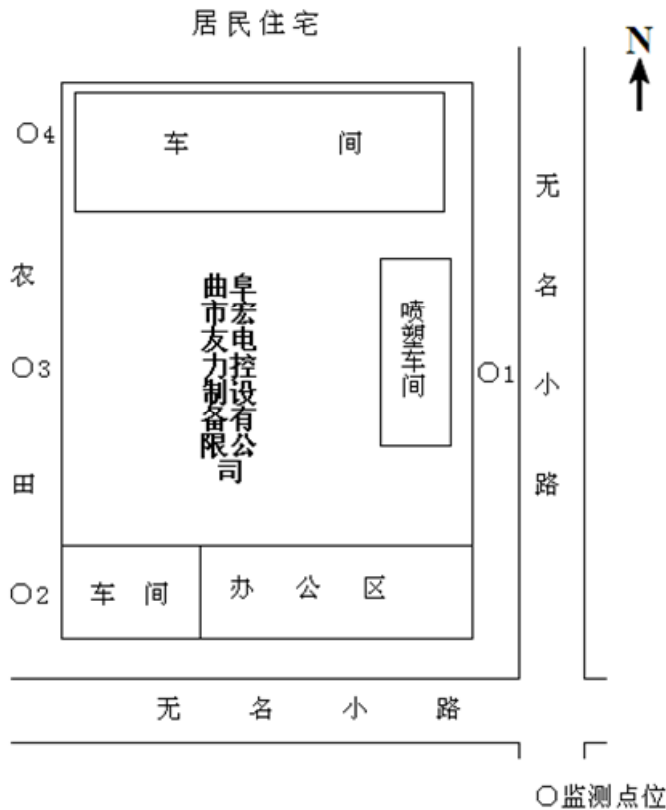 居民住宅
N
○4
车间
无名小路
农田
曲阜
市宏
友电
力控
制设
备有
限公
司
喷塑车间
○3
○1
○2
车间
办公区
无名小路
○监测点位